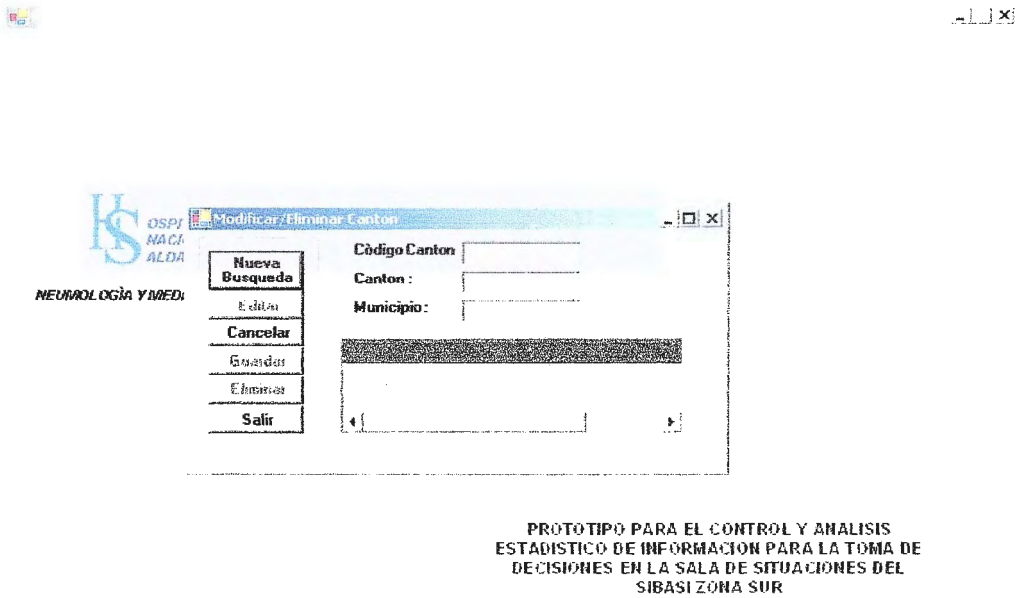 OSPI
NACI
ALDA
NEUMOLOGÌA Y MEDI
Modificar/Eliminar Canton
Nueva Busqueda
Editar
Cancelar
Guardar
Eliminar
Salir
Còdigo Canton
Canton :
Municipio:
PROTOTIPO PARA EL CONTROL Y ANALISIS
ESTADISTICO DE INFORMACION PARA LA TOMA DE
DECISIONES EN LA SALA DE SITUACIONES DEL
SIBASI ZONA SUR